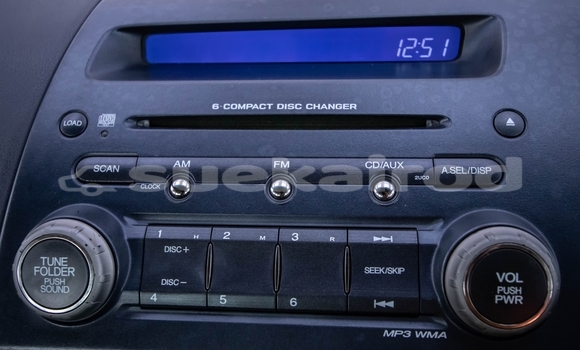 12:51
6-COMPACT DISC CHANGER
LOAD
SCAN
AM
FM
CD/AUX
A.SEL/DISP
CLOCK
2UC0
TUNE
FOLDER
PUSH
SOUND
1 H
2 M
3 R
DISC+
DISC−
SEEK/SKIP
4
5
6
VOL
PUSH
PWR
MP3 WMA